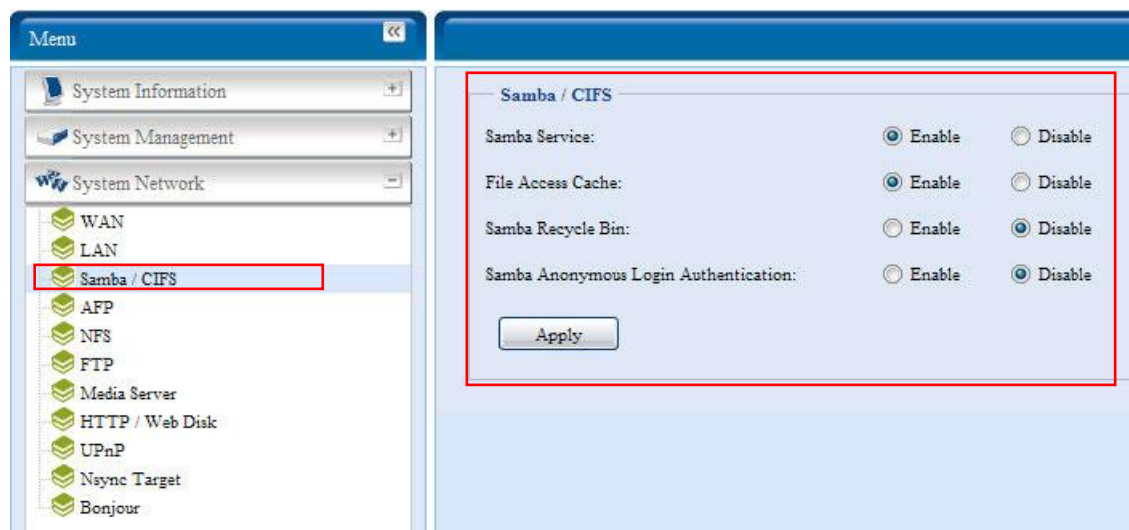 Menu
System Information
System Management
System Network
WAN
LAN
Samba / CIFS
AFP
NFS
FTP
Media Server
HTTP / Web Disk
UPnP
Nsync Target
Bonjour
Samba / CIFS
Samba Service: Enable Disable
File Access Cache: Enable Disable
Samba Recycle Bin: Enable Disable
Samba Anonymous Login Authentication: Enable Disable
Apply